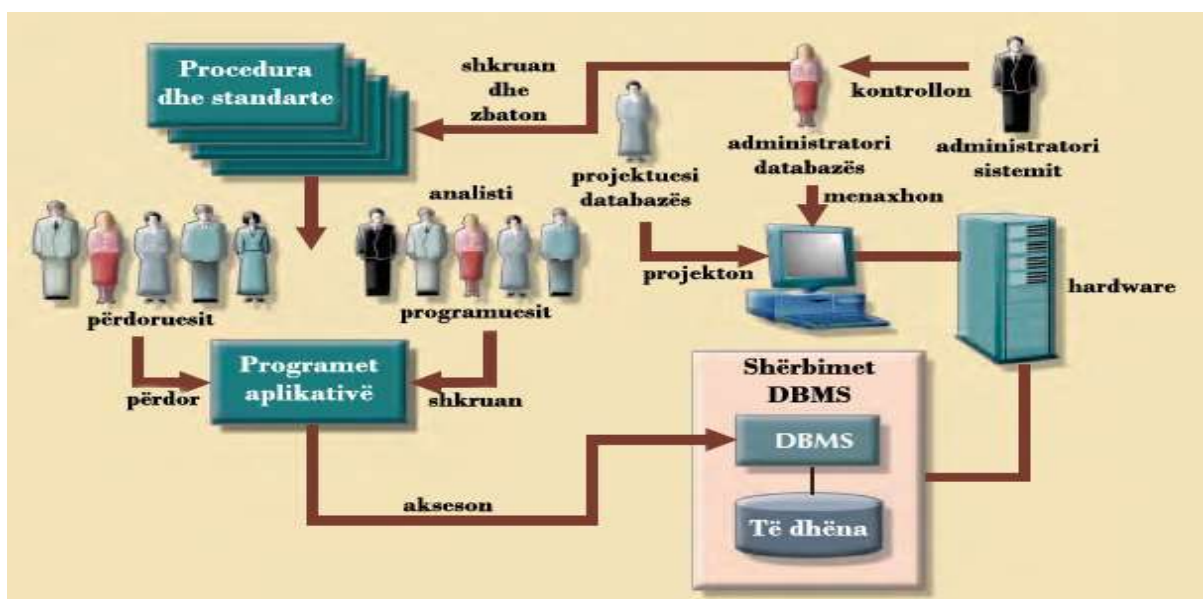 Procedura
dhe standarte
shkruan
dhe
zbaton
kontrollon
administratori
databazës
administratori
sistemit
projektuesi
databazës
analisti
menaxhon
projekton
hardware
përdoruesit
programuesit
Programet
aplikativë
përdor
shkruan
Shërbimet
DBMS
DBMS
akseson
Të dhëna